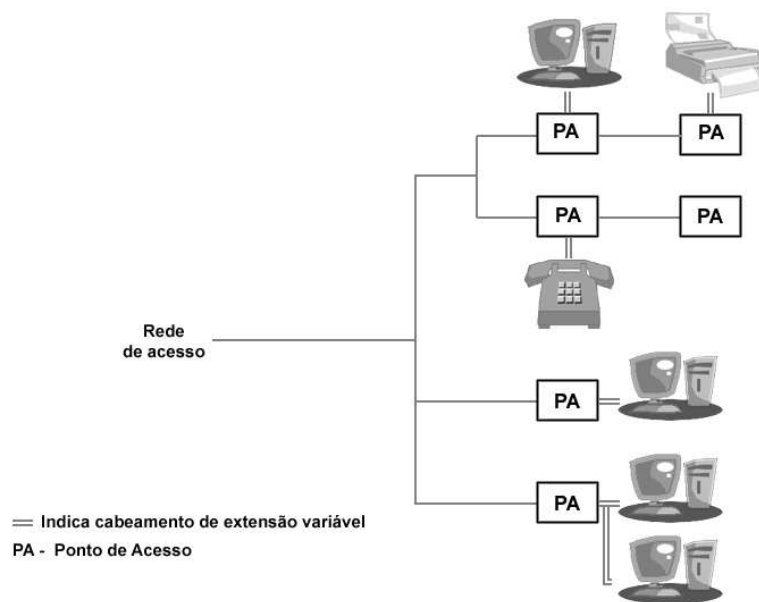 PA
PA
PA
PA
Rede
de acesso
PA
PA
Indica cabeamento de extensão variável
PA - Ponto de Acesso